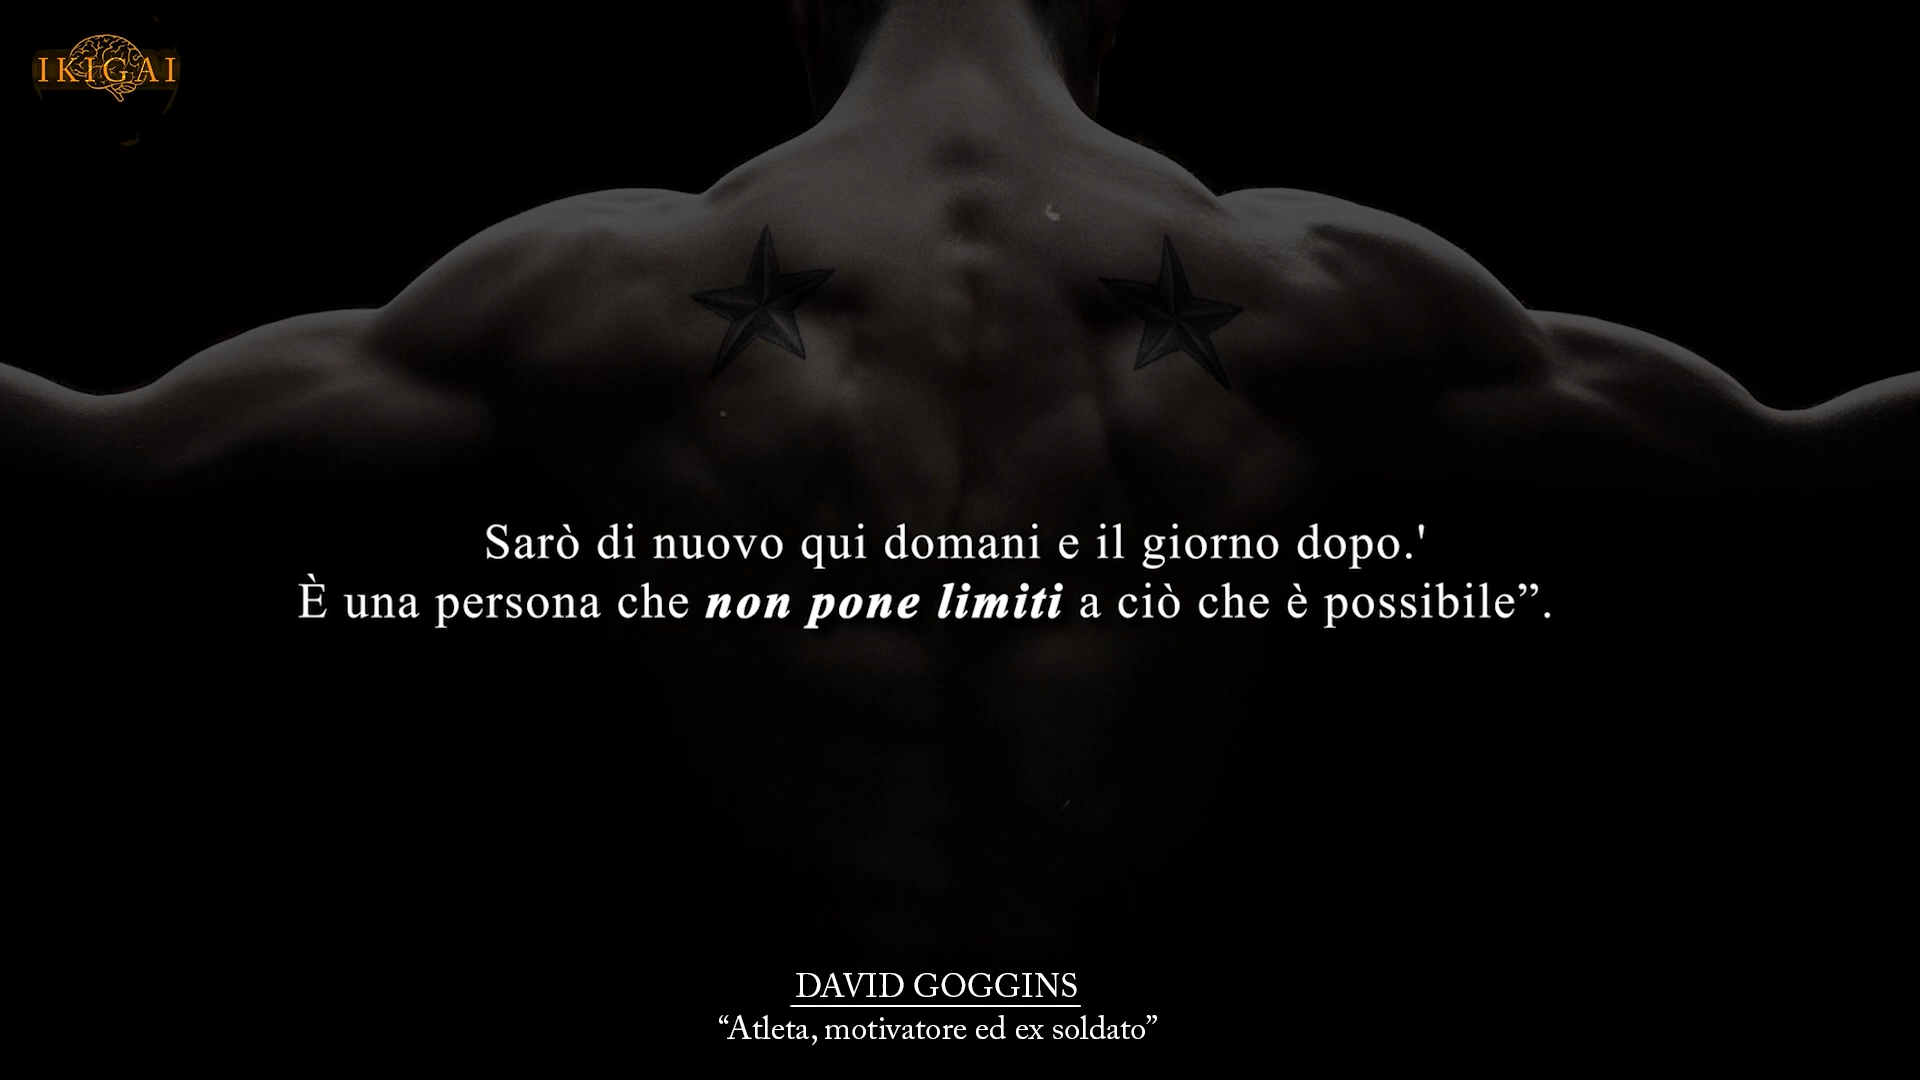 IKIGAI
Sarò di nuovo qui domani e il giorno dopo.'
È una persona che non pone limiti a ciò che è possibile”.
DAVID GOGGINS
“Atleta, motivatore ed ex soldato”